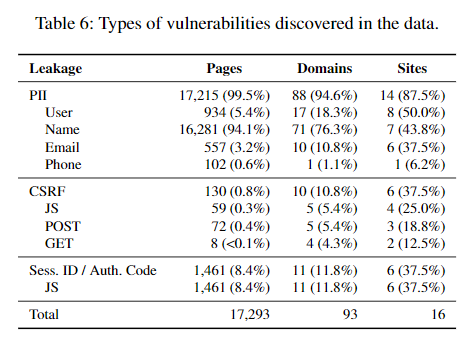 Table 6: Types of vulnerabilities discovered in the data.
Leakage Pages Domains Sites
PII 17,215 (99.5%) 88 (94.6%) 14 (87.5%)
User 934 (5.4%) 17 (18.3%) 8 (50.0%)
Name 16,281 (94.1%) 71 (76.3%) 7 (43.8%)
Email 557 (3.2%) 10 (10.8%) 6 (37.5%)
Phone 102 (0.6%) 1 (1.1%) 1 (6.2%)
CSRF 130 (0.8%) 10 (10.8%) 6 (37.5%)
JS 59 (0.3%) 5 (5.4%) 4 (25.0%)
POST 72 (0.4%) 5 (5.4%) 3 (18.8%)
GET 8 (<0.1%) 4 (4.3%) 2 (12.5%)
Sess. ID / Auth. Code 1,461 (8.4%) 11 (11.8%) 6 (37.5%)
JS 1,461 (8.4%) 11 (11.8%) 6 (37.5%)
Total 17,293 93 16